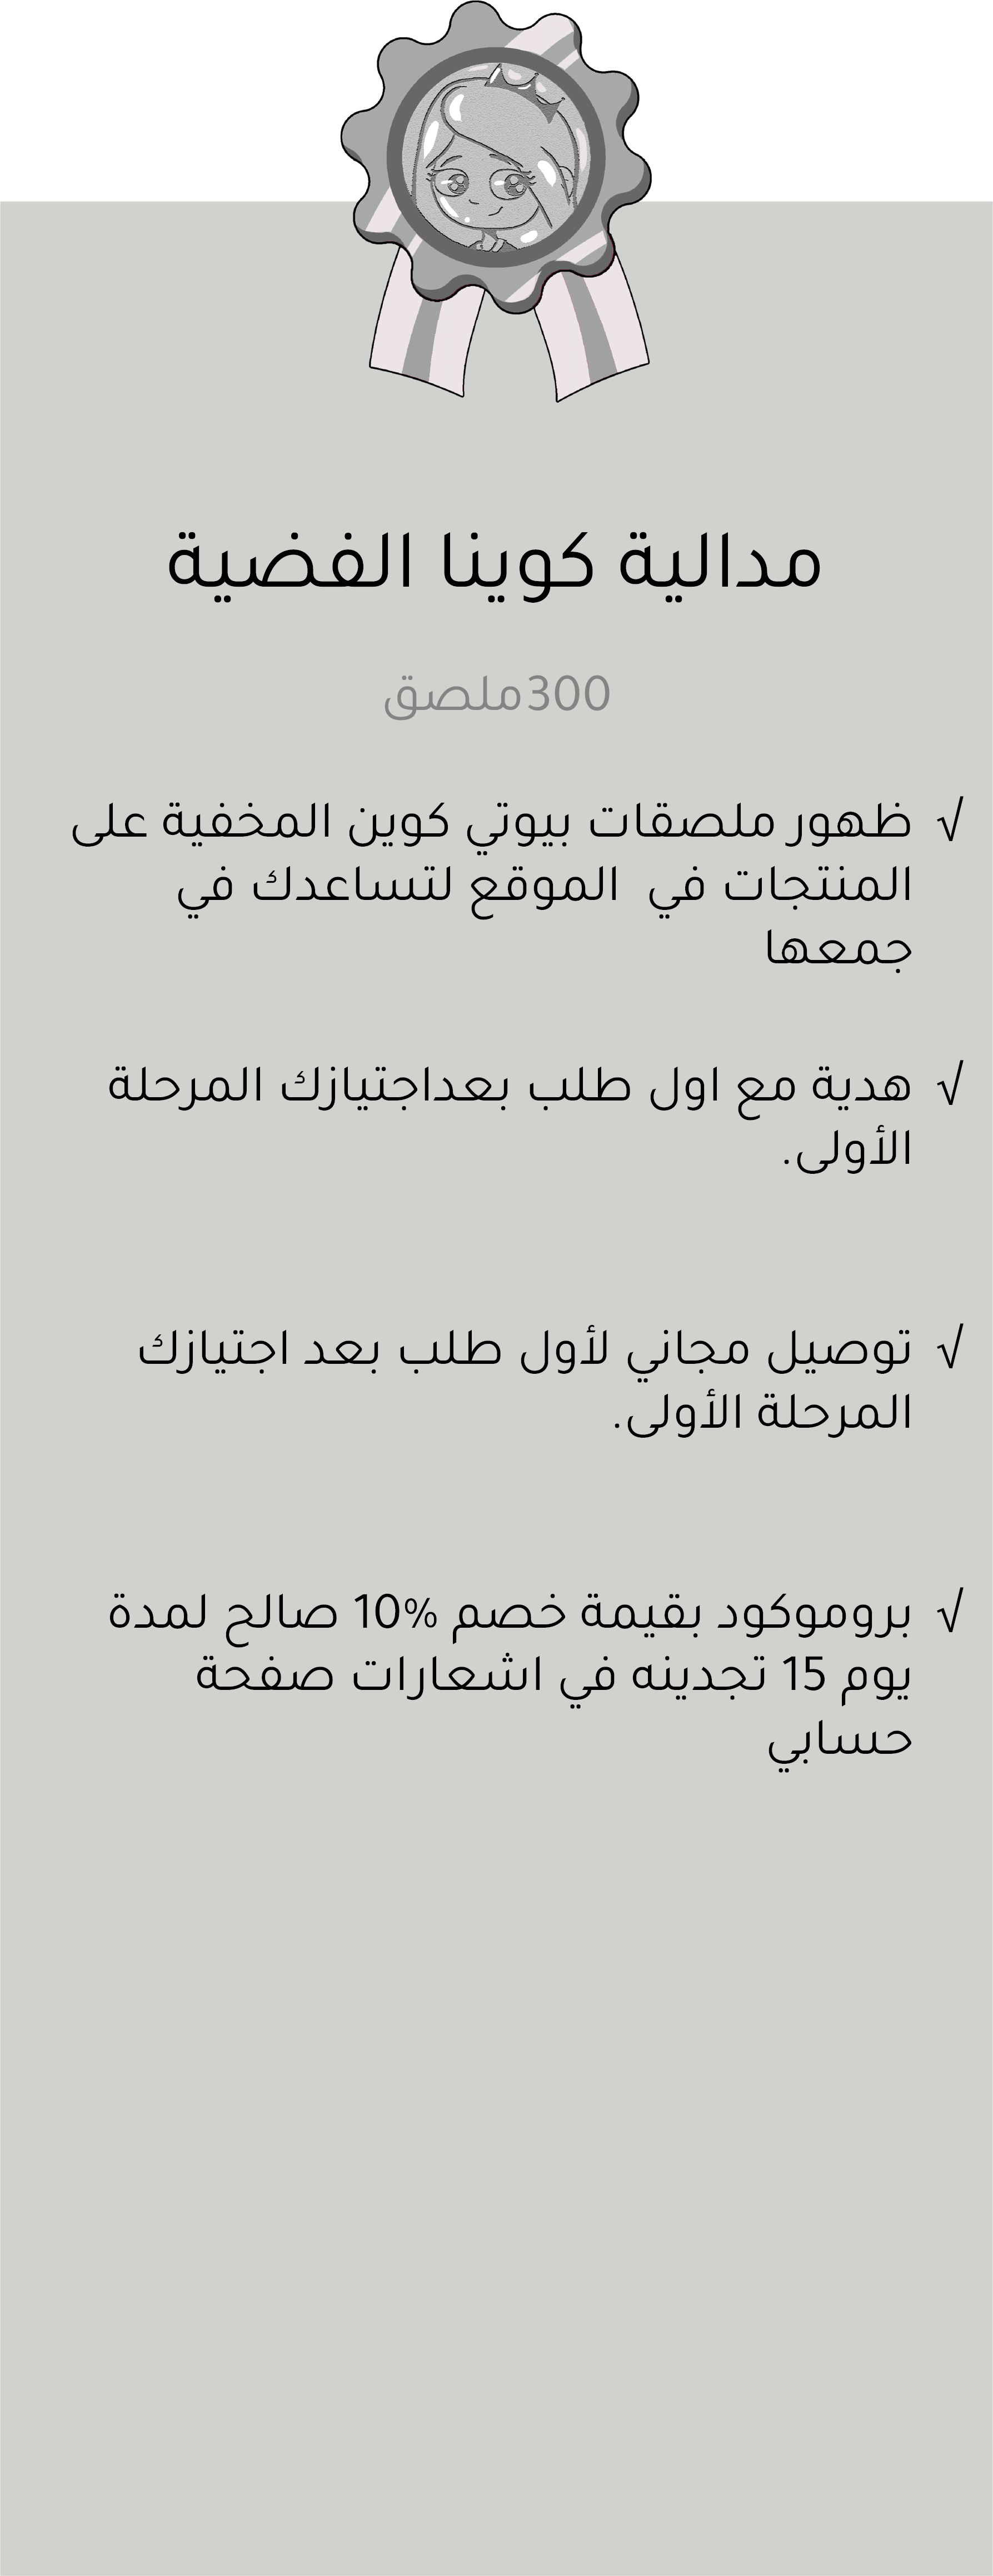 مدالية كوينا الفضية
300ملصق
√ ظهور ملصقات بيوتي كوين المخفية على
المنتجات في  الموقع لتساعدك في
جمعها
√ هدية مع اول طلب بعداجتيازك المرحلة
الأولى.
√ توصيل مجاني لأول طلب بعد اجتيازك
المرحلة الأولى.
√ بروموكود بقيمة خصم %10 صالح لمدة
يوم 15 تجدينه في اشعارات صفحة
حسابي